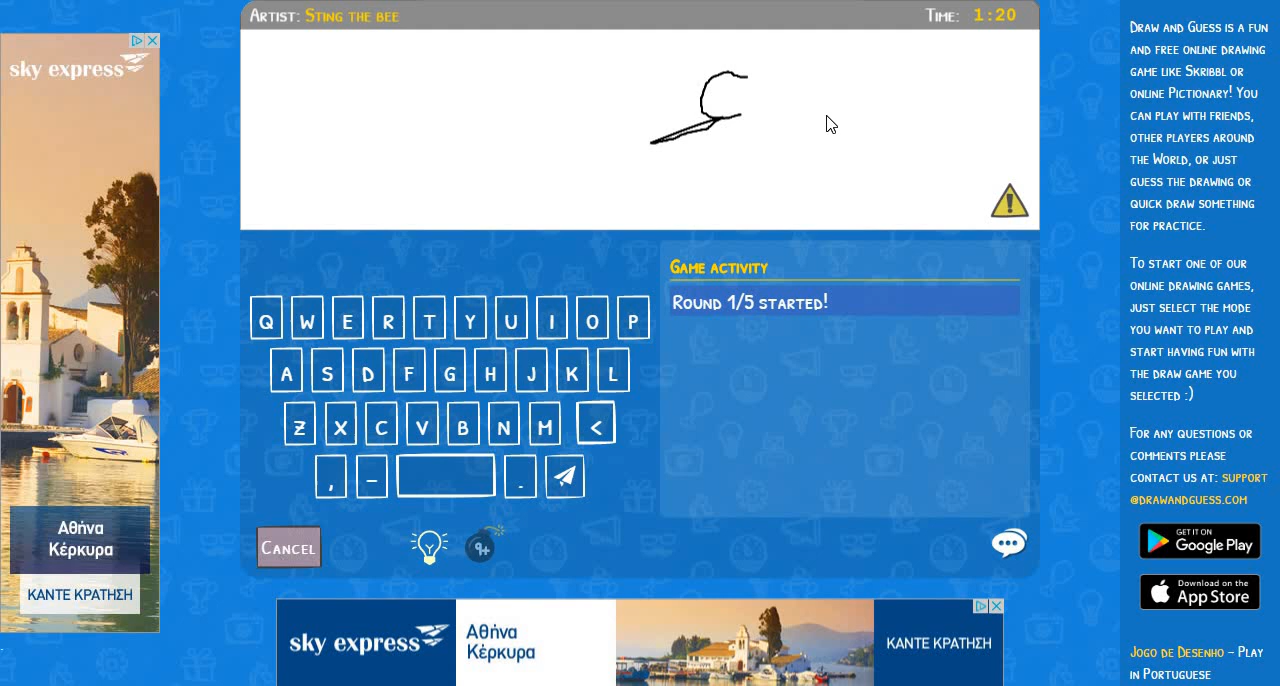 Artist: Sting the bee
Time: 1:20
sky express
Αθήνα
Κέρκυρα
ΚΑΝΤΕ ΚΡΑΤΗΣΗ
Game activity
Round 1/5 started!
Q W E R T Y U I O P
A S D F G H J K L
Z X C V B N M <
, - .
Cancel
9+
sky express
Αθήνα
Κέρκυρα
ΚΑΝΤΕ ΚΡΑΤΗΣΗ
Draw and Guess is a fun
and free online drawing
game like Skribbl or
online Pictionary! You
can play with friends,
other players around
the World, or just
guess the drawing or
quick draw something
for practice.
To start one of our
online drawing games,
just select the mode
you want to play and
start having fun with
the draw game you
selected :)
For any questions or
comments please
contact us at: support
@drawandguess.com
GET IT ON
Google Play
Download on the
App Store
Jogo de Desenho - Play
in Portuguese